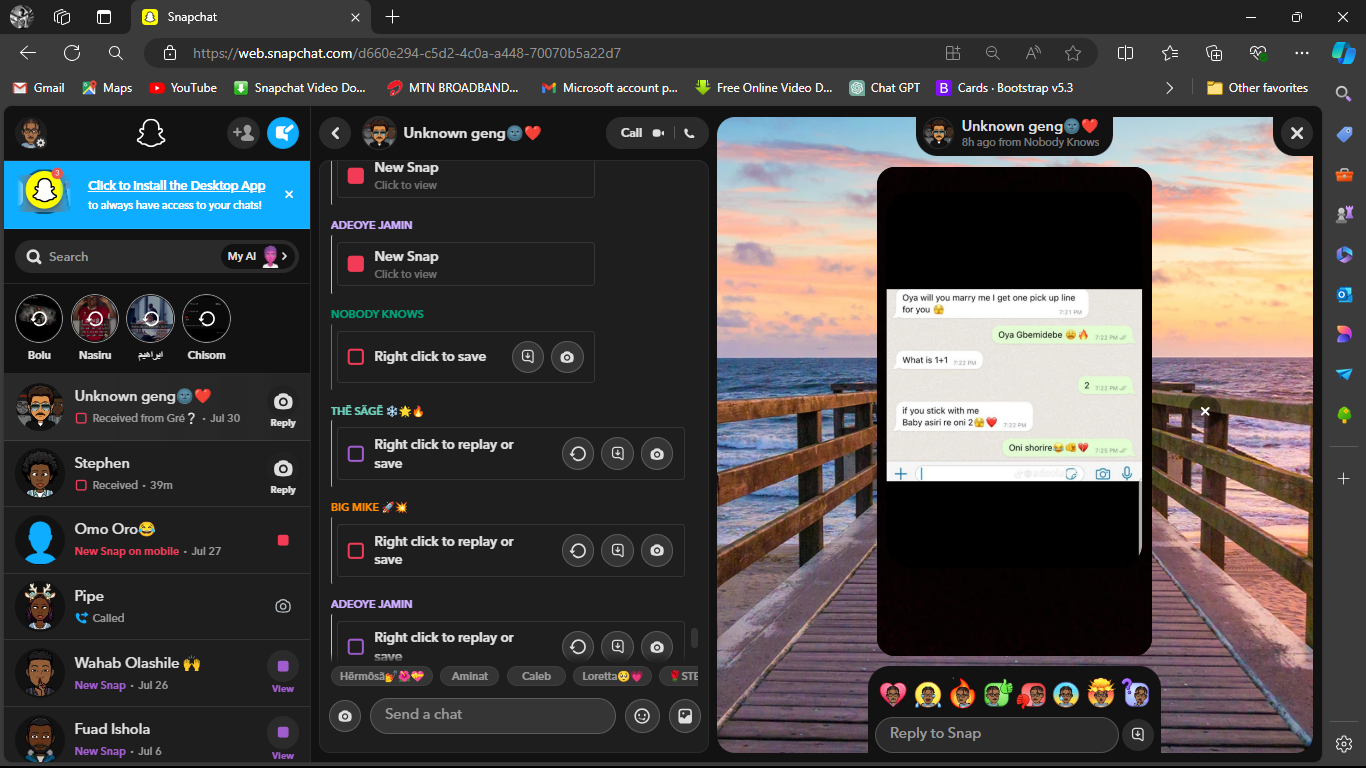 Snapchat
https://web.snapchat.com/d660e294-c5d2-4c0a-a448-70070b5a22d7
Gmail
Maps
YouTube
Snapchat Video Do...
MTN BROADBAND...
Microsoft account p...
Free Online Video D...
Chat GPT
B Cards · Bootstrap v5.3
Other favorites
3
Click to Install the Desktop App
to always have access to your chats!
Search
My AI
Bolu
Nasiru
ابراهيم
Chisom
Unknown geng🌚❤️
Received from Gré ? · Jul 30
Reply
Stephen
Received · 39m
Reply
Omo Oro😂
New Snap on mobile · Jul 27
Pipe
Called
Wahab Olashile 🙌
New Snap · Jul 26
View
Fuad Ishola
New Snap · Jul 6
View
Unknown geng🌚❤️
Call
New Snap
Click to view
ADEOYE JAMIN
New Snap
Click to view
NOBODY KNOWS
Right click to save
THĒ SÃGĒ ❄️🌟🔥
Right click to replay or
save
BIG MIKE 🚀💥
Right click to replay or
save
ADEOYE JAMIN
Right click to replay or
save
Hērmõsã💅🌺💝
Aminat
Caleb
Loretta🥺💗
🌹STE
Send a chat
Unknown geng🌚❤️
8h ago from Nobody Knows
Oya will you marry me I get one pick up line
for you 🫣
7:21 PM
Oya Gbemidebe 😩🔥 7:22 PM
What is 1+1 7:22 PM
2 7:22 PM
if you stick with me
Baby asiri re oni 2🫣❤️ 7:22 PM
Oni shorire😂🫵💔 7:25 PM
Reply to Snap